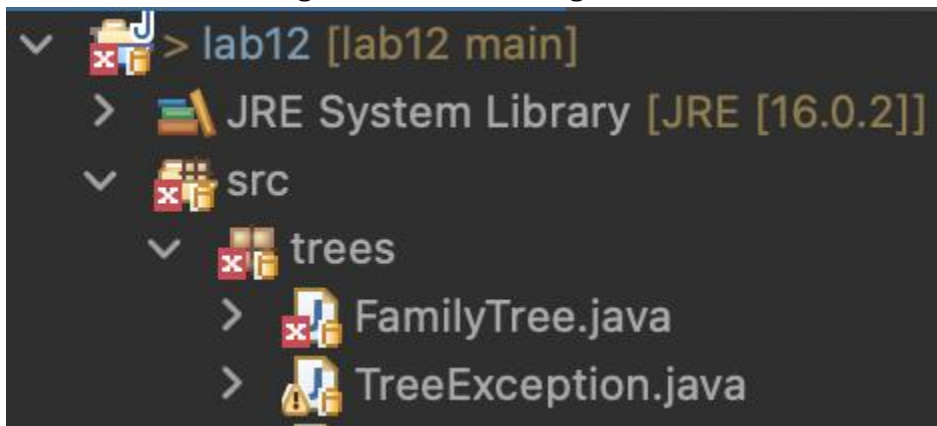 > lab12 [lab12 main]
JRE System Library [JRE [16.0.2]]
src
trees
FamilyTree.java
TreeException.java